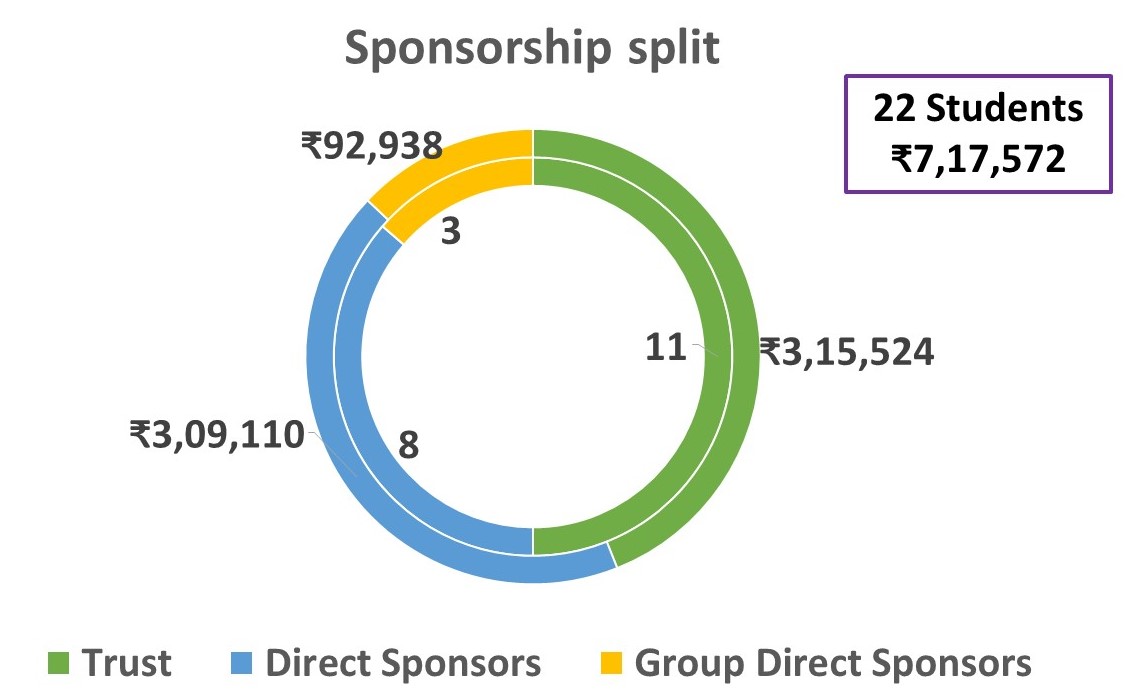 Sponsorship split
22 Students
₹7,17,572
₹92,938
3
11
₹3,15,524
₹3,09,110
8
Trust
Direct Sponsors
Group Direct Sponsors